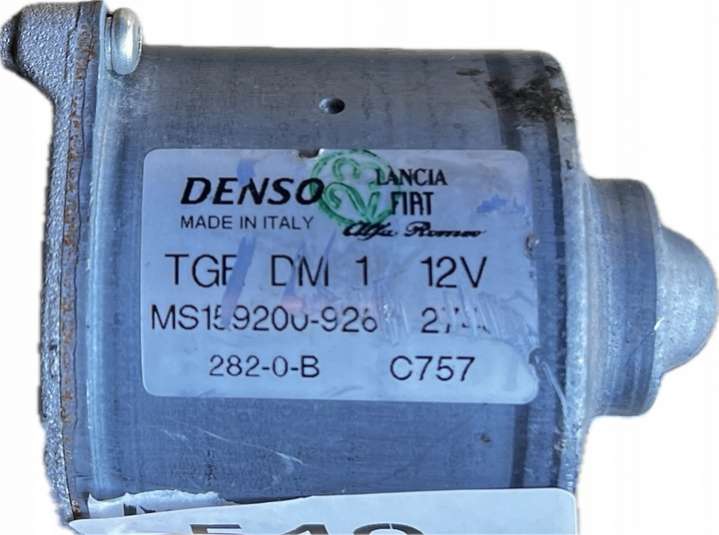 DENSO
MADE IN ITALY
LANCIA
FIAT
Alfa Romeo
DM 1 12V
282-0-B C757